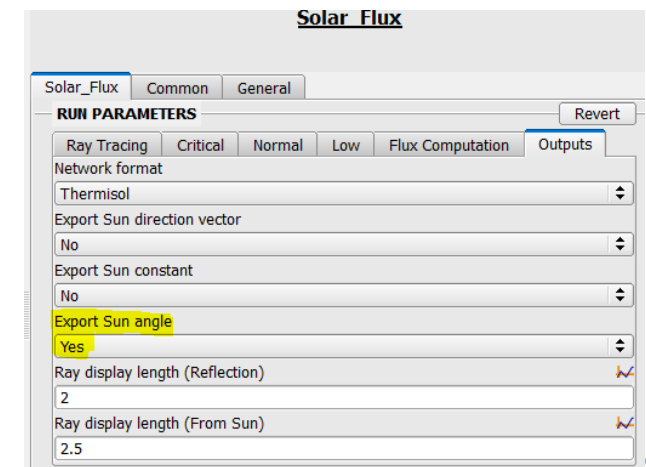 Solar_Flux
Solar_Flux Common General
RUN PARAMETERS Revert
Ray Tracing Critical Normal Low Flux Computation Outputs
Network format
Thermisol
Export Sun direction vector
No
Export Sun constant
No
Export Sun angle
Yes
Ray display length (Reflection)
2
Ray display length (From Sun)
2.5